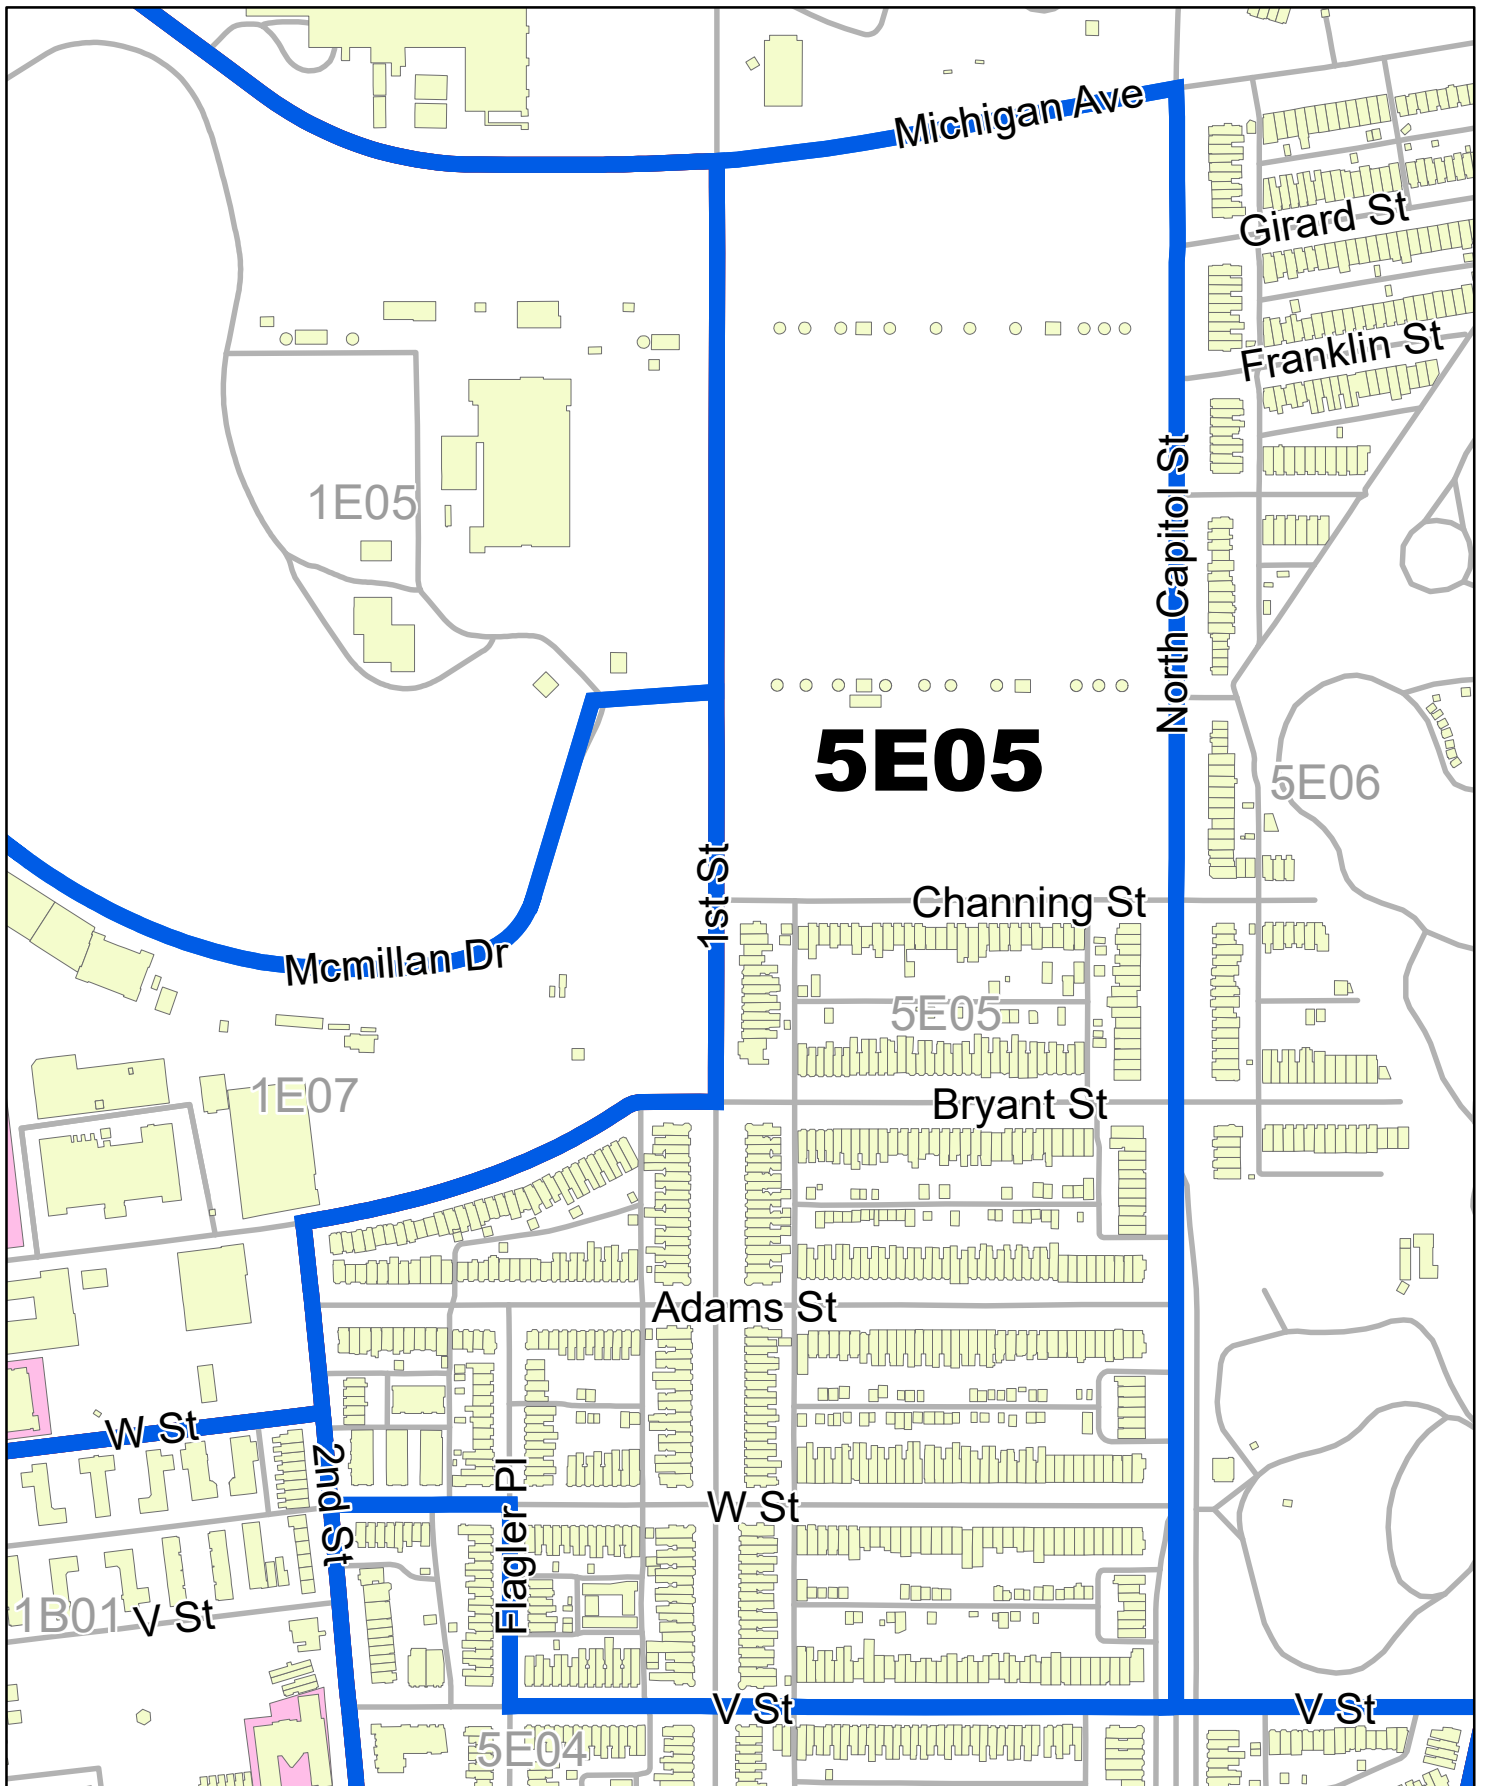 Michigan Ave
Girard St
Franklin St
1E05
North Capitol St
5E05
5E06
1st St
Channing St
Mcmillan Dr
5E05
1E07
Bryant St
Adams St
W St
2nd St
Flagler Pl
W St
1B01
V St
V St
V St
5E04